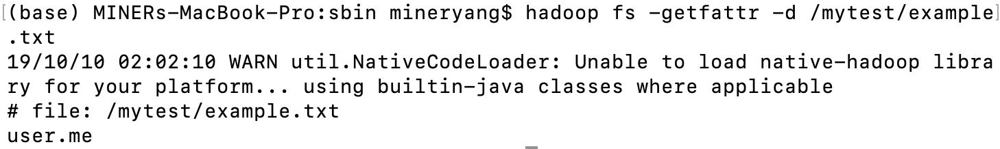 (base) MINERs-MacBook-Pro:sbin mineryang$ hadoop fs -getfattr -d /mytest/example
.txt
19/10/10 02:02:10 WARN util.NativeCodeLoader: Unable to load native-hadoop libra
ry for your platform... using builtin-java classes where applicable
# file: /mytest/example.txt
user.me